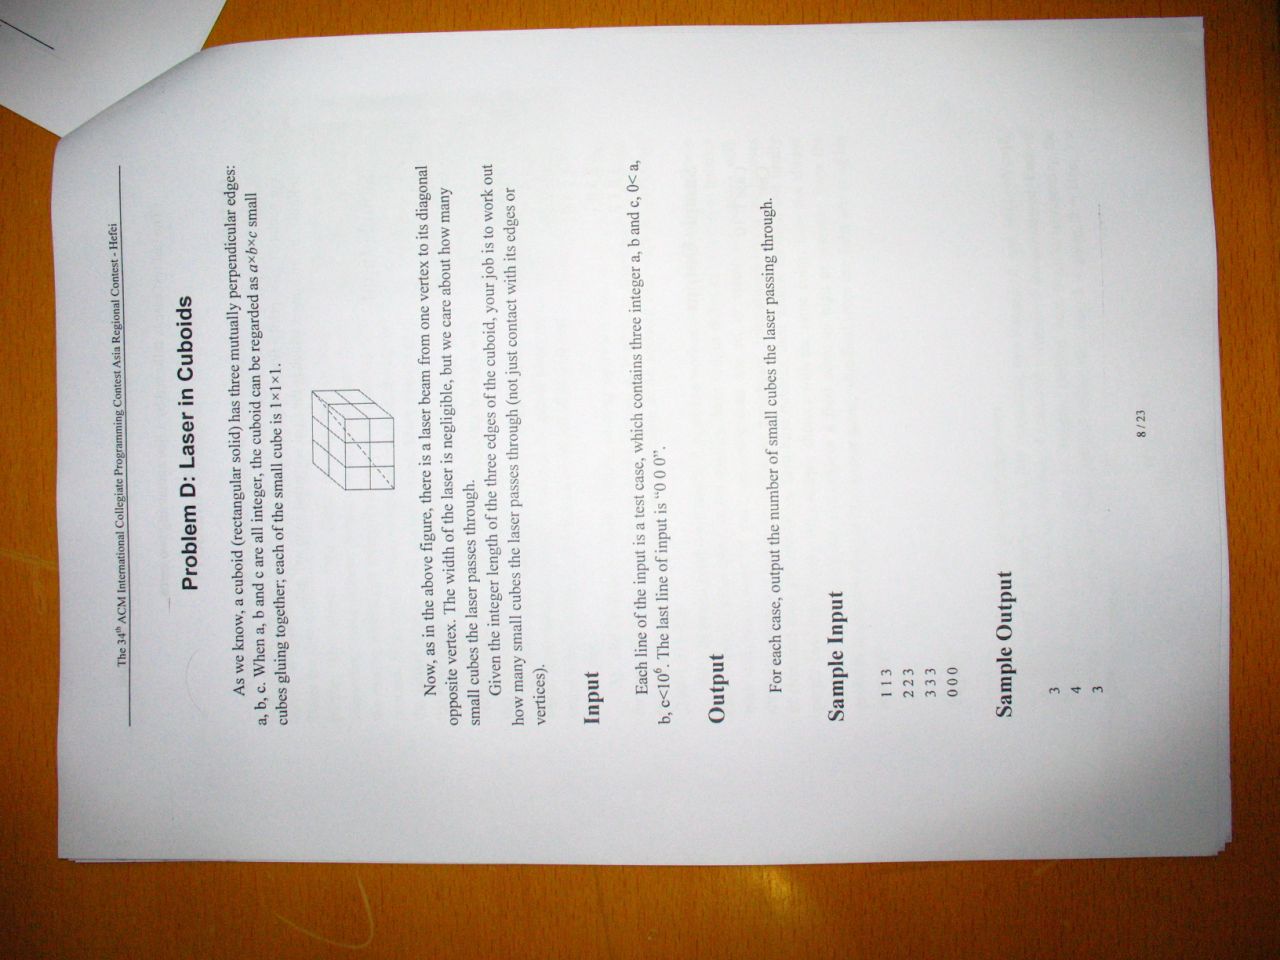 The 34th ACM International Collegiate Programming Contest Asia Regional Contest - Hefei
Problem D: Laser in Cuboids
As we know, a cuboid (rectangular solid) has three mutually perpendicular edges:
a, b, c. When a, b and c are all integer, the cuboid can be regarded as a×b×c small
cubes gluing together; each of the small cube is 1×1×1.
Now, as in the above figure, there is a laser beam from one vertex to its diagonal
opposite vertex. The width of the laser is negligible, but we care about how many
small cubes the laser passes through.
Given the integer length of the three edges of the cuboid, your job is to work out
how many small cubes the laser passes through (not just contact with its edges or
vertices).
Input
Each line of the input is a test case, which contains three integer a, b and c, 0< a,
b, c<10⁶. The last line of input is “0 0 0”.
Output
For each case, output the number of small cubes the laser passing through.
Sample Input
1 1 3
2 2 3
3 3 3
0 0 0
Sample Output
3
4
3
8 / 23